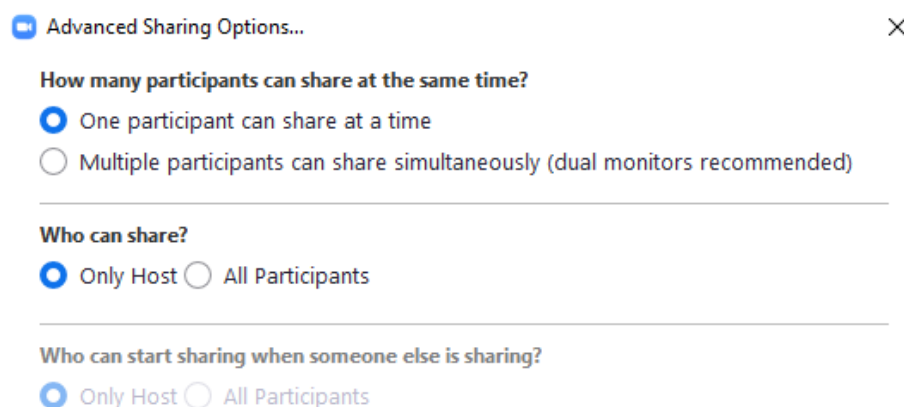 Advanced Sharing Options...
How many participants can share at the same time?
One participant can share at a time
Multiple participants can share simultaneously (dual monitors recommended)
Who can share?
Only Host All Participants
Who can start sharing when someone else is sharing?
Only Host All Participants